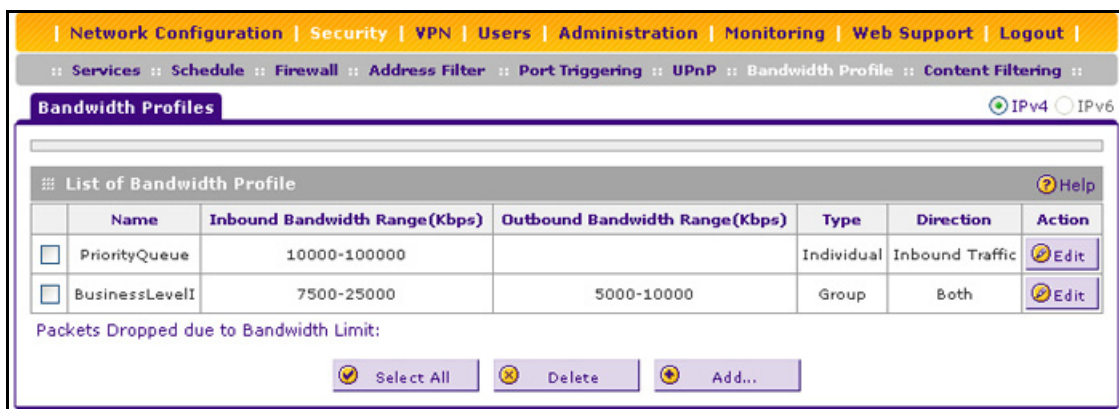 | Network Configuration | Security | VPN | Users | Administration | Monitoring | Web Support | Logout |
:: Services :: Schedule :: Firewall :: Address Filter :: Port Triggering :: UPnP :: Bandwidth Profile :: Content Filtering ::
Bandwidth Profiles IPv4 IPv6
List of Bandwidth Profile Help
Name Inbound Bandwidth Range(Kbps) Outbound Bandwidth Range(Kbps) Type Direction Action
PriorityQueue 10000-100000 Individual Inbound Traffic Edit
BusinessLevelI 7500-25000 5000-10000 Group Both Edit
Packets Dropped due to Bandwidth Limit:
Select All Delete Add...